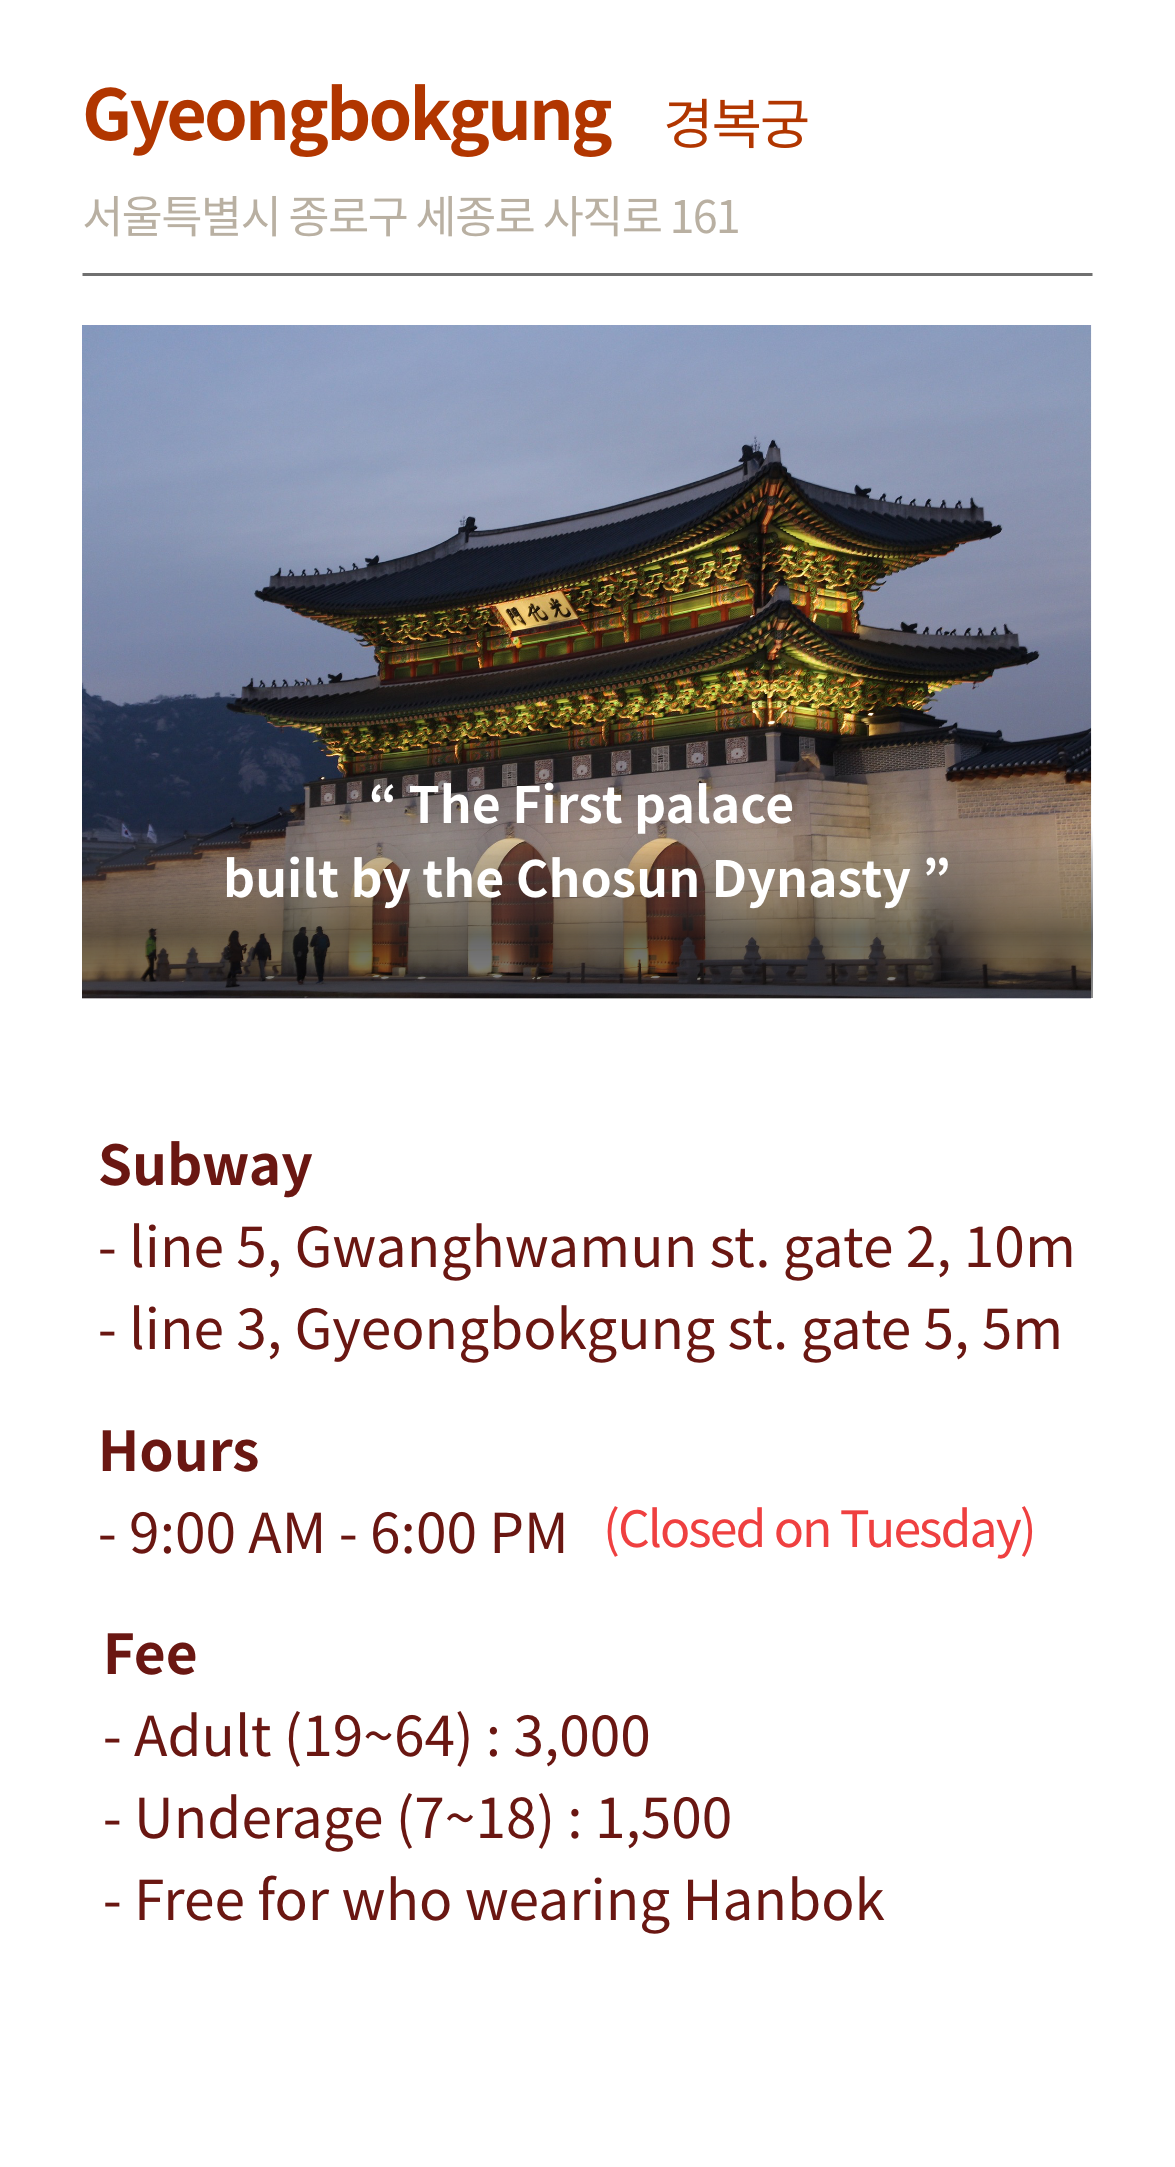 Gyeongbokgung 경복궁
서울특별시 종로구 세종로 사직로 161
門化光
“ The First palace
built by the Chosun Dynasty ”
Subway
- line 5, Gwanghwamun st. gate 2, 10m
- line 3, Gyeongbokgung st. gate 5, 5m
Hours
- 9:00 AM - 6:00 PM (Closed on Tuesday)
Fee
- Adult (19~64) : 3,000
- Underage (7~18) : 1,500
- Free for who wearing Hanbok